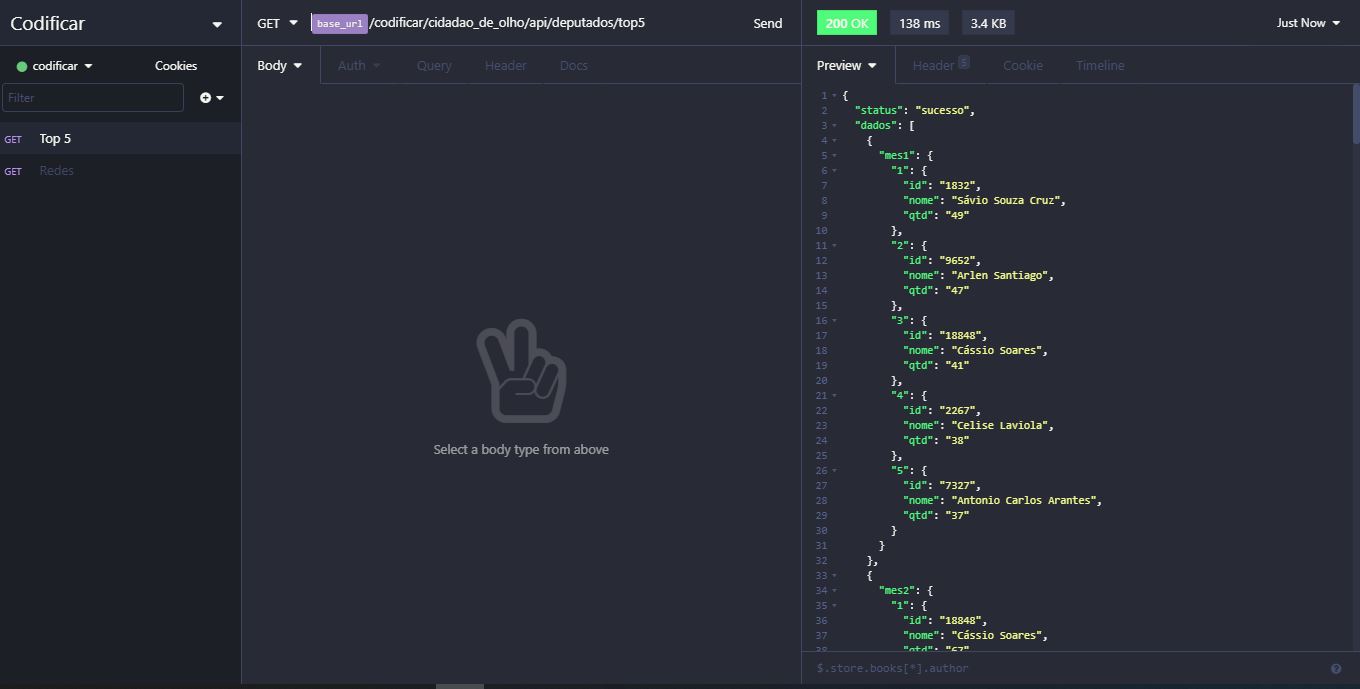 Codificar
codificar
Cookies
Filter
GET Top 5
GET Redes
GET base_url/codificar/cidadao_de_olho/api/deputados/top5 Send
Body Auth Query Header Docs
Select a body type from above
200 OK 138 ms 3.4 KB Just Now
Preview Header 5 Cookie Timeline
1 {
2 "status": "sucesso",
3 "dados": [
4 {
5 "mes1": {
6 "1": {
7 "id": "1832",
8 "nome": "Sávio Souza Cruz",
9 "qtd": "49"
10 },
11 "2": {
12 "id": "9652",
13 "nome": "Arlen Santiago",
14 "qtd": "47"
15 },
16 "3": {
17 "id": "18848",
18 "nome": "Cássio Soares",
19 "qtd": "41"
20 },
21 "4": {
22 "id": "2267",
23 "nome": "Celise Laviola",
24 "qtd": "38"
25 },
26 "5": {
27 "id": "7327",
28 "nome": "Antonio Carlos Arantes",
29 "qtd": "37"
30 }
31 }
32 },
33 {
34 "mes2": {
35 "1": {
36 "id": "18848",
37 "nome": "Cássio Soares",
38 "qtd": "67"
$.store.books[*].author